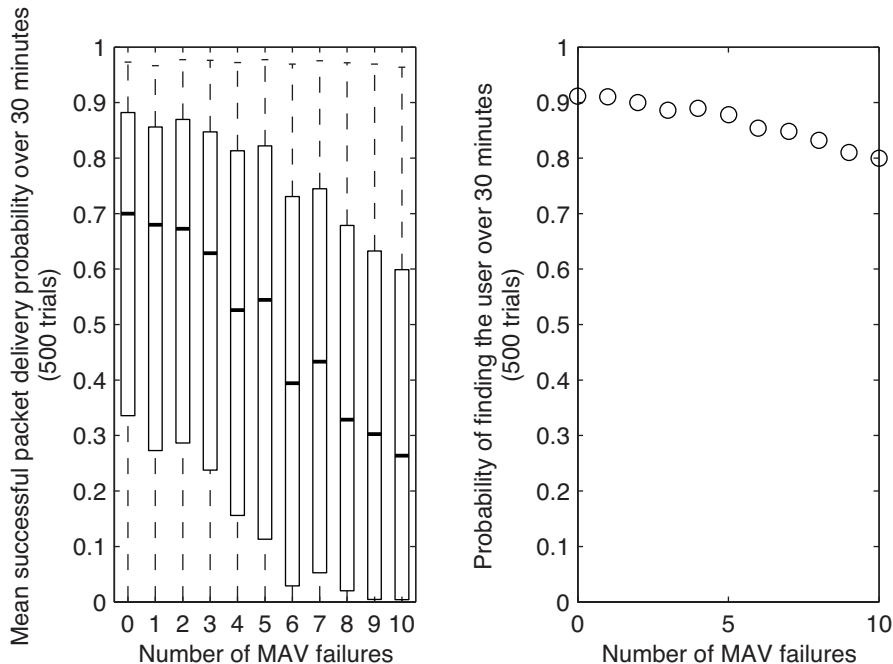 Mean successful packet delivery probability over 30 minutes
(500 trials)
1
0.9
0.8
0.7
0.6
0.5
0.4
0.3
0.2
0.1
0
0 1 2 3 4 5 6 7 8 9 10
Number of MAV failures
Probability of finding the user over 30 minutes
(500 trials)
1
0.9
0.8
0.7
0.6
0.5
0.4
0.3
0.2
0.1
0
0 5 10
Number of MAV failures